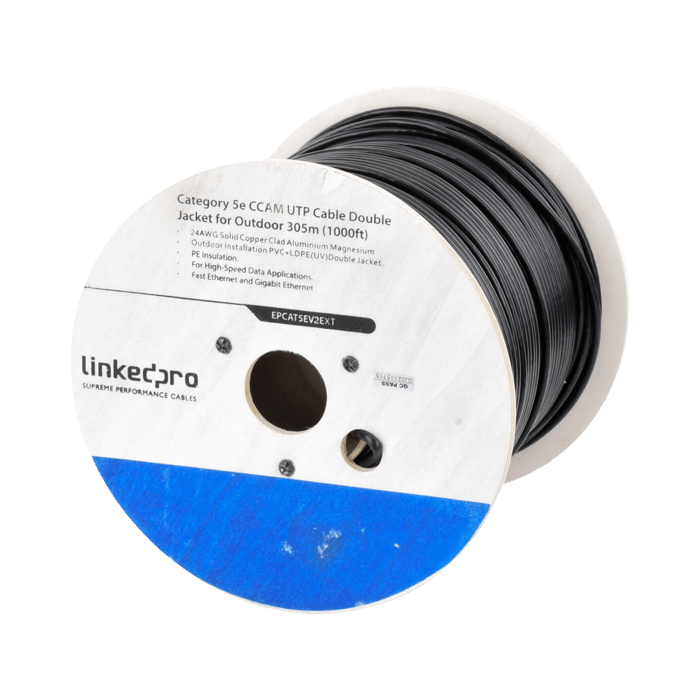 Category 5e CCAM UTP Cable Double
Jacket for Outdoor 305m (1000ft)
· 24AWG Solid Copper Clad Aluminium Magnesium
· Outdoor Installation PVC+LDPE(UV)Double Jacket.
· PE Insulation.
· For High-Speed Data Applications.
· Fast Ethernet and Gigabit Ethernet
EPCAT5EV2EXT
linkedpro
SUPREME PERFORMANCE CABLES
QC PASS